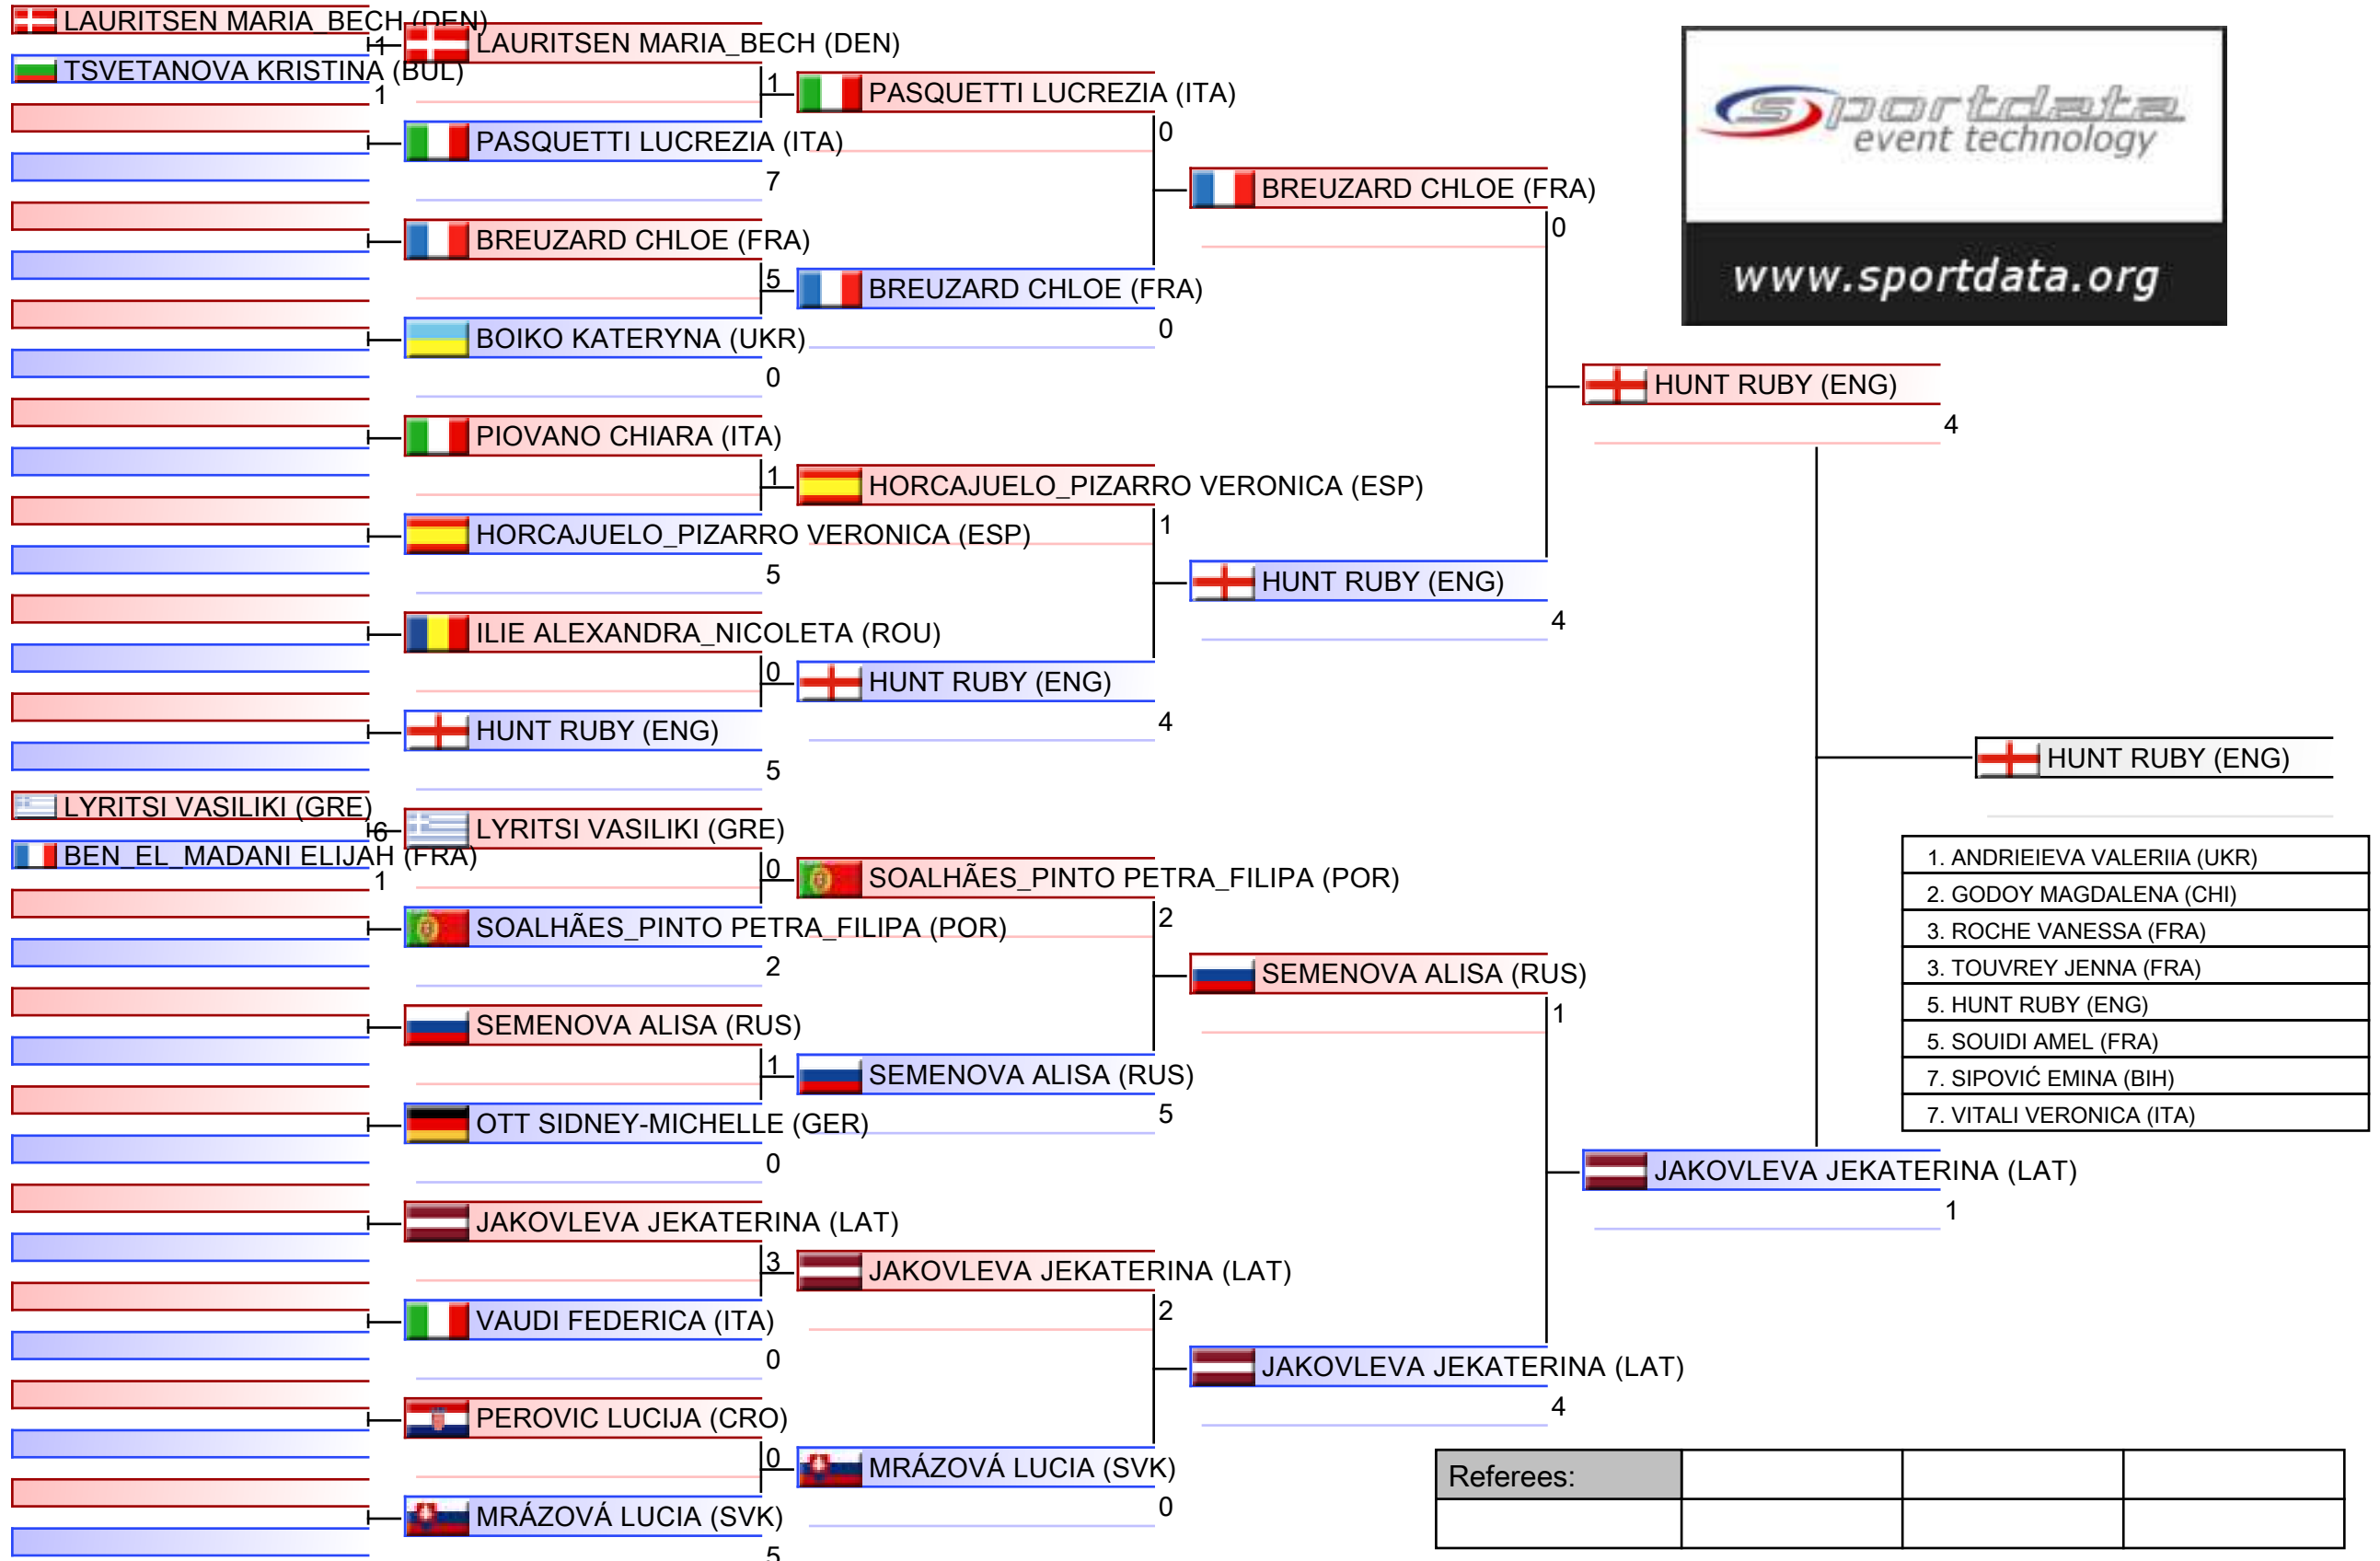 LAURITSEN MARIA_BECH (DEN)
1
TSVETANOVA KRISTINA (BUL)
1
LYRITSI VASILIKI (GRE)
6
BEN_EL_MADANI ELIJAH (FRA)
1
LAURITSEN MARIA_BECH (DEN)
1
PASQUETTI LUCREZIA (ITA)
7
BREUZARD CHLOE (FRA)
5
BOIKO KATERYNA (UKR)
0
PIOVANO CHIARA (ITA)
1
HORCAJUELO_PIZARRO VERONICA (ESP)
5
ILIE ALEXANDRA_NICOLETA (ROU)
0
HUNT RUBY (ENG)
5
LYRITSI VASILIKI (GRE)
0
SOALHÃES_PINTO PETRA_FILIPA (POR)
2
SEMENOVA ALISA (RUS)
1
OTT SIDNEY-MICHELLE (GER)
0
JAKOVLEVA JEKATERINA (LAT)
3
VAUDI FEDERICA (ITA)
0
PEROVIC LUCIJA (CRO)
0
MRÁZOVÁ LUCIA (SVK)
5
PASQUETTI LUCREZIA (ITA)
0
BREUZARD CHLOE (FRA)
0
HORCAJUELO_PIZARRO VERONICA (ESP)
1
HUNT RUBY (ENG)
4
SOALHÃES_PINTO PETRA_FILIPA (POR)
2
SEMENOVA ALISA (RUS)
5
JAKOVLEVA JEKATERINA (LAT)
2
MRÁZOVÁ LUCIA (SVK)
0
BREUZARD CHLOE (FRA)
0
HUNT RUBY (ENG)
4
SEMENOVA ALISA (RUS)
1
JAKOVLEVA JEKATERINA (LAT)
4
HUNT RUBY (ENG)
4
JAKOVLEVA JEKATERINA (LAT)
1
HUNT RUBY (ENG)
sportdata
event technology
www.sportdata.org
1. ANDRIEIEVA VALERIIA (UKR)
2. GODOY MAGDALENA (CHI)
3. ROCHE VANESSA (FRA)
3. TOUVREY JENNA (FRA)
5. HUNT RUBY (ENG)
5. SOUIDI AMEL (FRA)
7. SIPOVIĆ EMINA (BIH)
7. VITALI VERONICA (ITA)
Referees: